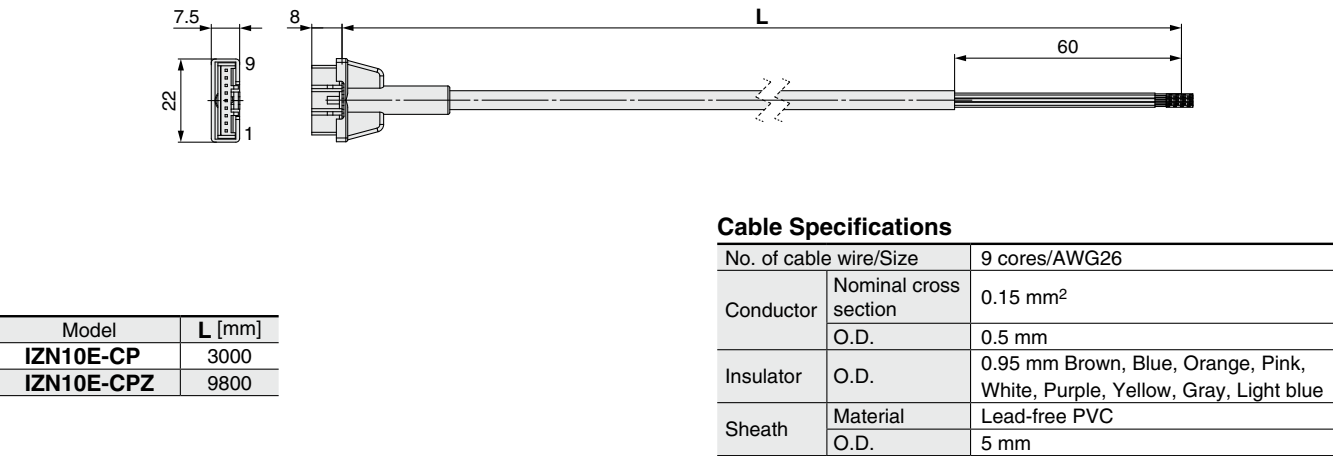 7.5
8
L
60
9
22
1
Cable Specifications
No. of cable wire/Size 9 cores/AWG26
Conductor Nominal cross section 0.15 mm2
O.D. 0.5 mm
Insulator O.D. 0.95 mm Brown, Blue, Orange, Pink,
White, Purple, Yellow, Gray, Light blue
Sheath Material Lead-free PVC
O.D. 5 mm
Model L [mm]
IZN10E-CP 3000
IZN10E-CPZ 9800